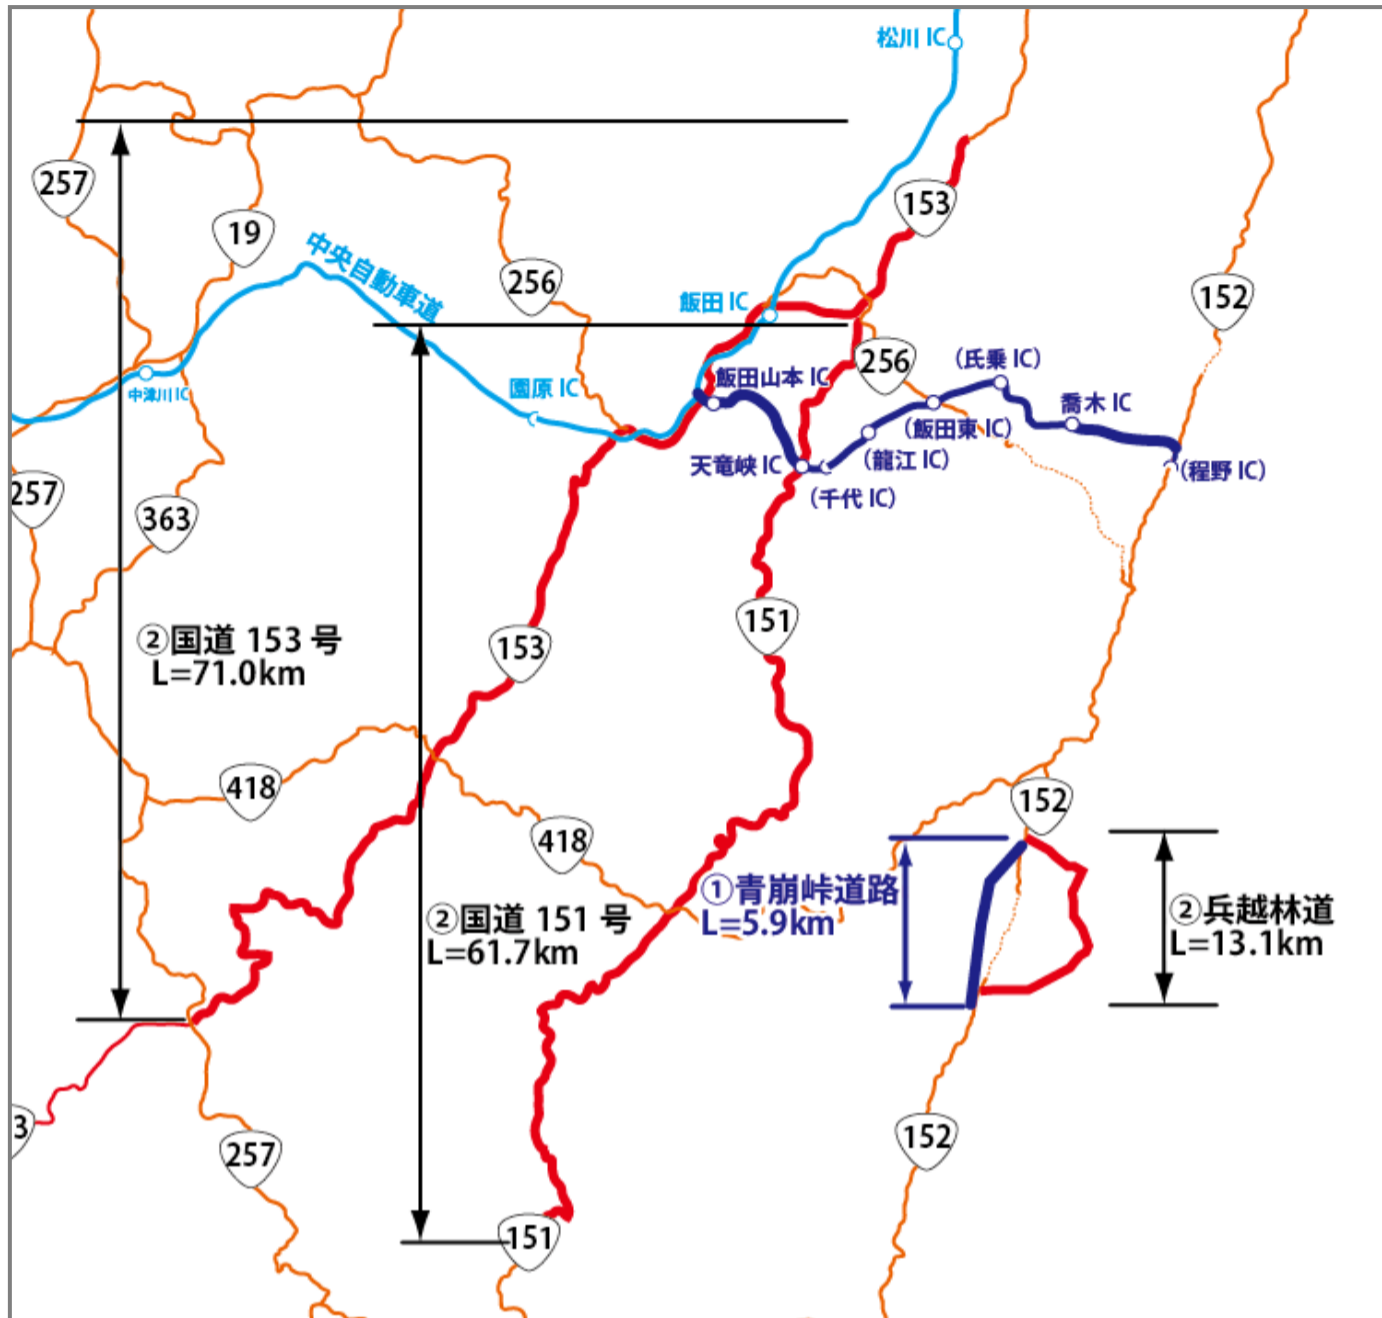 松川 IC
257
19
153
中央自動車道
256
152
飯田 IC
256
(氏乗 IC)
飯田山本 IC
園原 IC
中津川 IC
喬木 IC
(飯田東 IC)
天竜峡 IC
(龍江 IC)
(程野 IC)
(千代 IC)
257
363
151
②国道 153 号
L=71.0km
153
418
152
418
①青崩峠道路
L=5.9km
②国道 151 号
L=61.7km
②兵越林道
L=13.1km
3
257
152
151